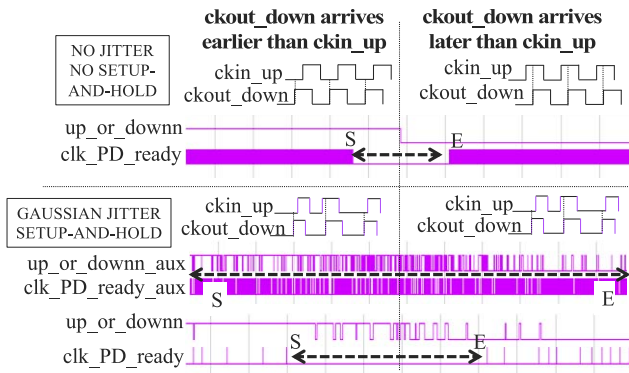 ckout_down arrives earlier than ckin_up
ckout_down arrives later than ckin_up
NO JITTER
NO SETUP-
AND-HOLD
ckin_up
ckout_down
ckin_up
ckout_down
up_or_downn
S
E
clk_PD_ready
GAUSSIAN JITTER
SETUP-AND-HOLD
ckin_up
ckout_down
ckin_up
ckout_down
up_or_downn_aux
clk_PD_ready_aux
S
E
up_or_downn
S
E
clk_PD_ready